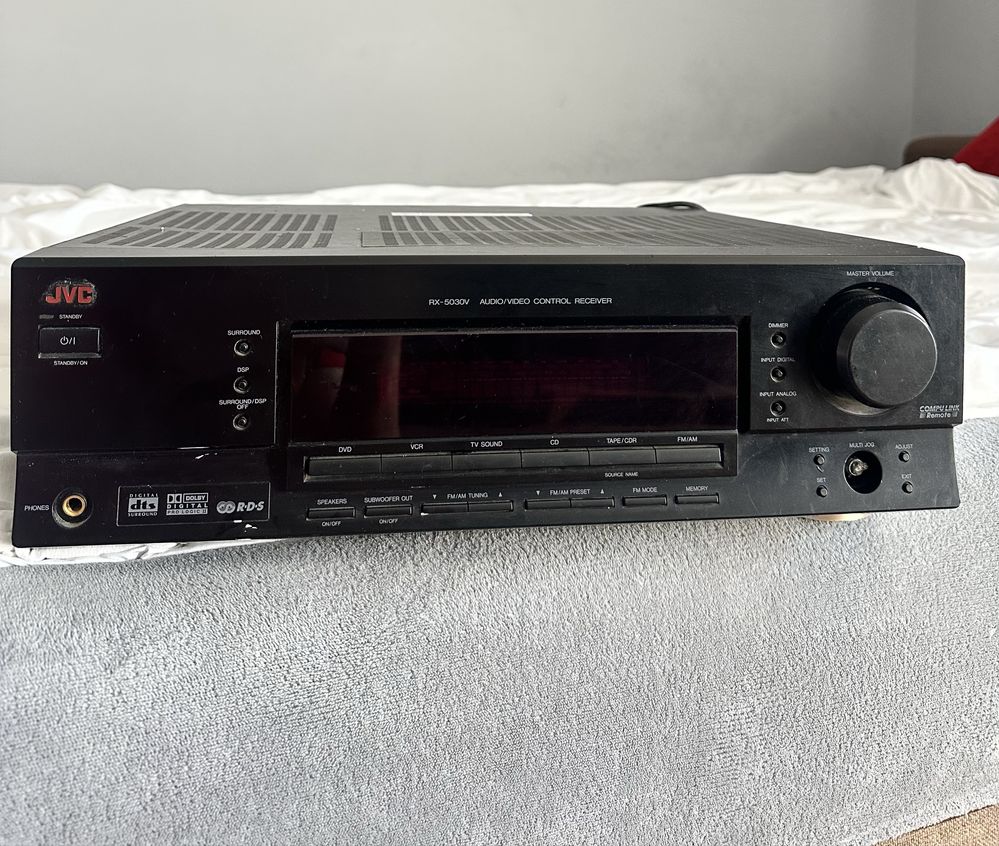 JVC
STANDBY
⏻/I
STANDBY/ON
SURROUND
DSP
SURROUND/DSP
OFF
RX-5030V AUDIO/VIDEO CONTROL RECEIVER
MASTER VOLUME
DIMMER
INPUT DIGITAL
INPUT ANALOG
INPUT ATT
COMPU LINK
Remote
DVD VCR TV SOUND CD TAPE/CDR FM/AM
SOURCE NAME
SETTING MULTI JOG ADJUST
SET EXIT
PHONES
DIGITAL
dts
SURROUND
DOLBY
DIGITAL
PRO LOGIC II
R·D·S
SPEAKERS
ON/OFF
SUBWOOFER OUT
ON/OFF
▼ FM/AM TUNING ▲
▼ FM/AM PRESET ▲
FM MODE
MEMORY